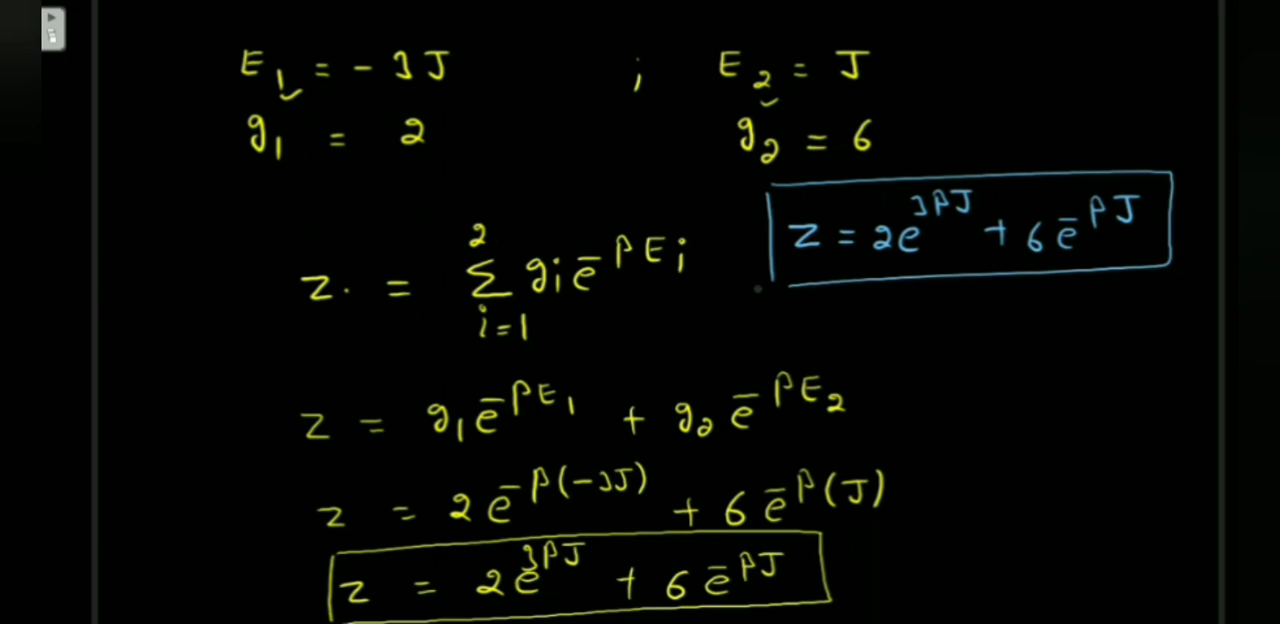 E₁ = - 3J ; E₂ = J
g₁ = 2 g₂ = 6
Z = 2e^{3βJ} + 6e^{-βJ}
Z. = Σ_{i=1}^{2} gᵢe^{-βEᵢ}
Z = g₁e^{-βE₁} + g₂e^{-βE₂}
Z = 2e^{-β(-3J)} + 6e^{-β(J)}
Z = 2e^{3βJ} + 6e^{-βJ}